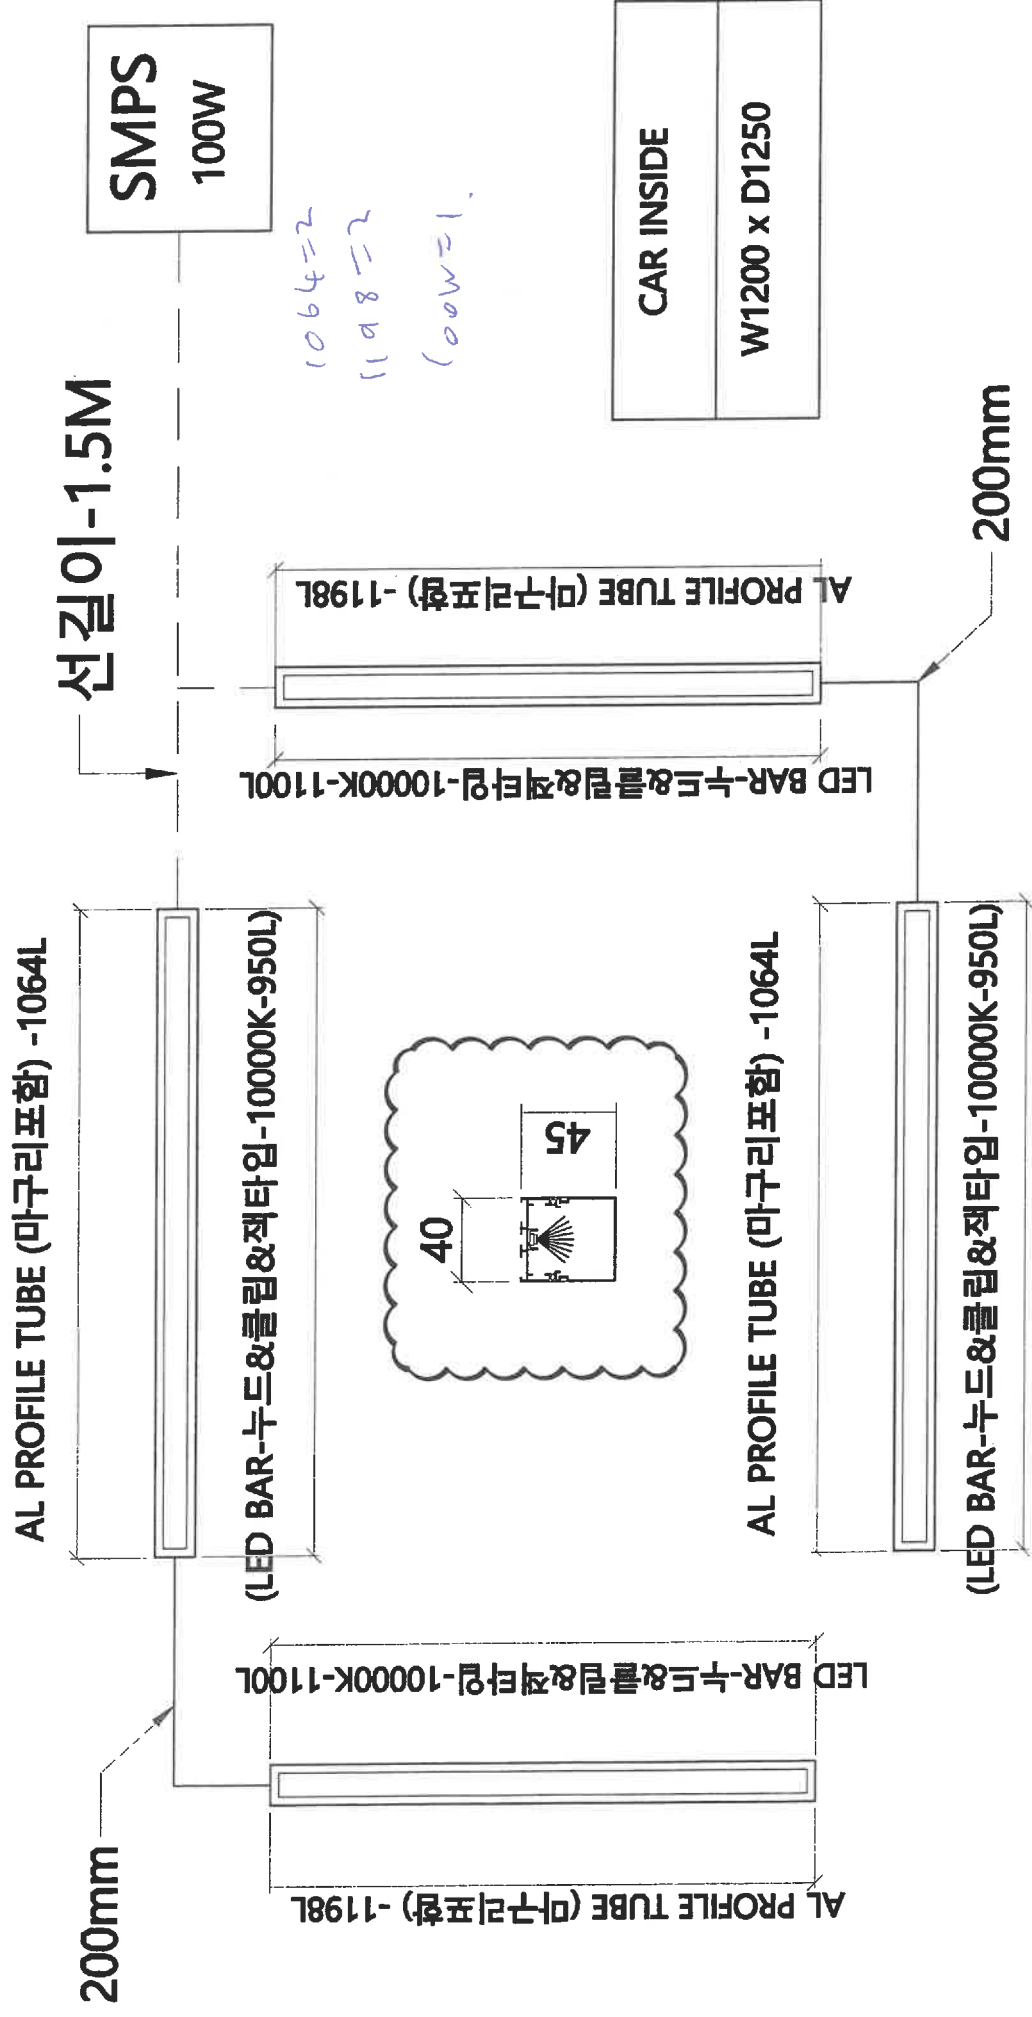 SMPS
100W
선길이-1.5M
1064=2
1198=2
100W=1.
CAR INSIDE
W1200 x D1250
AL PROFILE TUBE (마구리포함) -1064L
(LED BAR-누드&클립&잭타입-10000K-950L)
AL PROFILE TUBE (마구리포함) -1198L
LED BAR-누드&클립&잭타입-10000K-1100L
200mm
40
45
AL PROFILE TUBE (마구리포함) -1064L
(LED BAR-누드&클립&잭타입-10000K-950L)
LED BAR-누드&클립&잭타입-10000K-1100L
AL PROFILE TUBE (마구리포함) -1198L
200mm